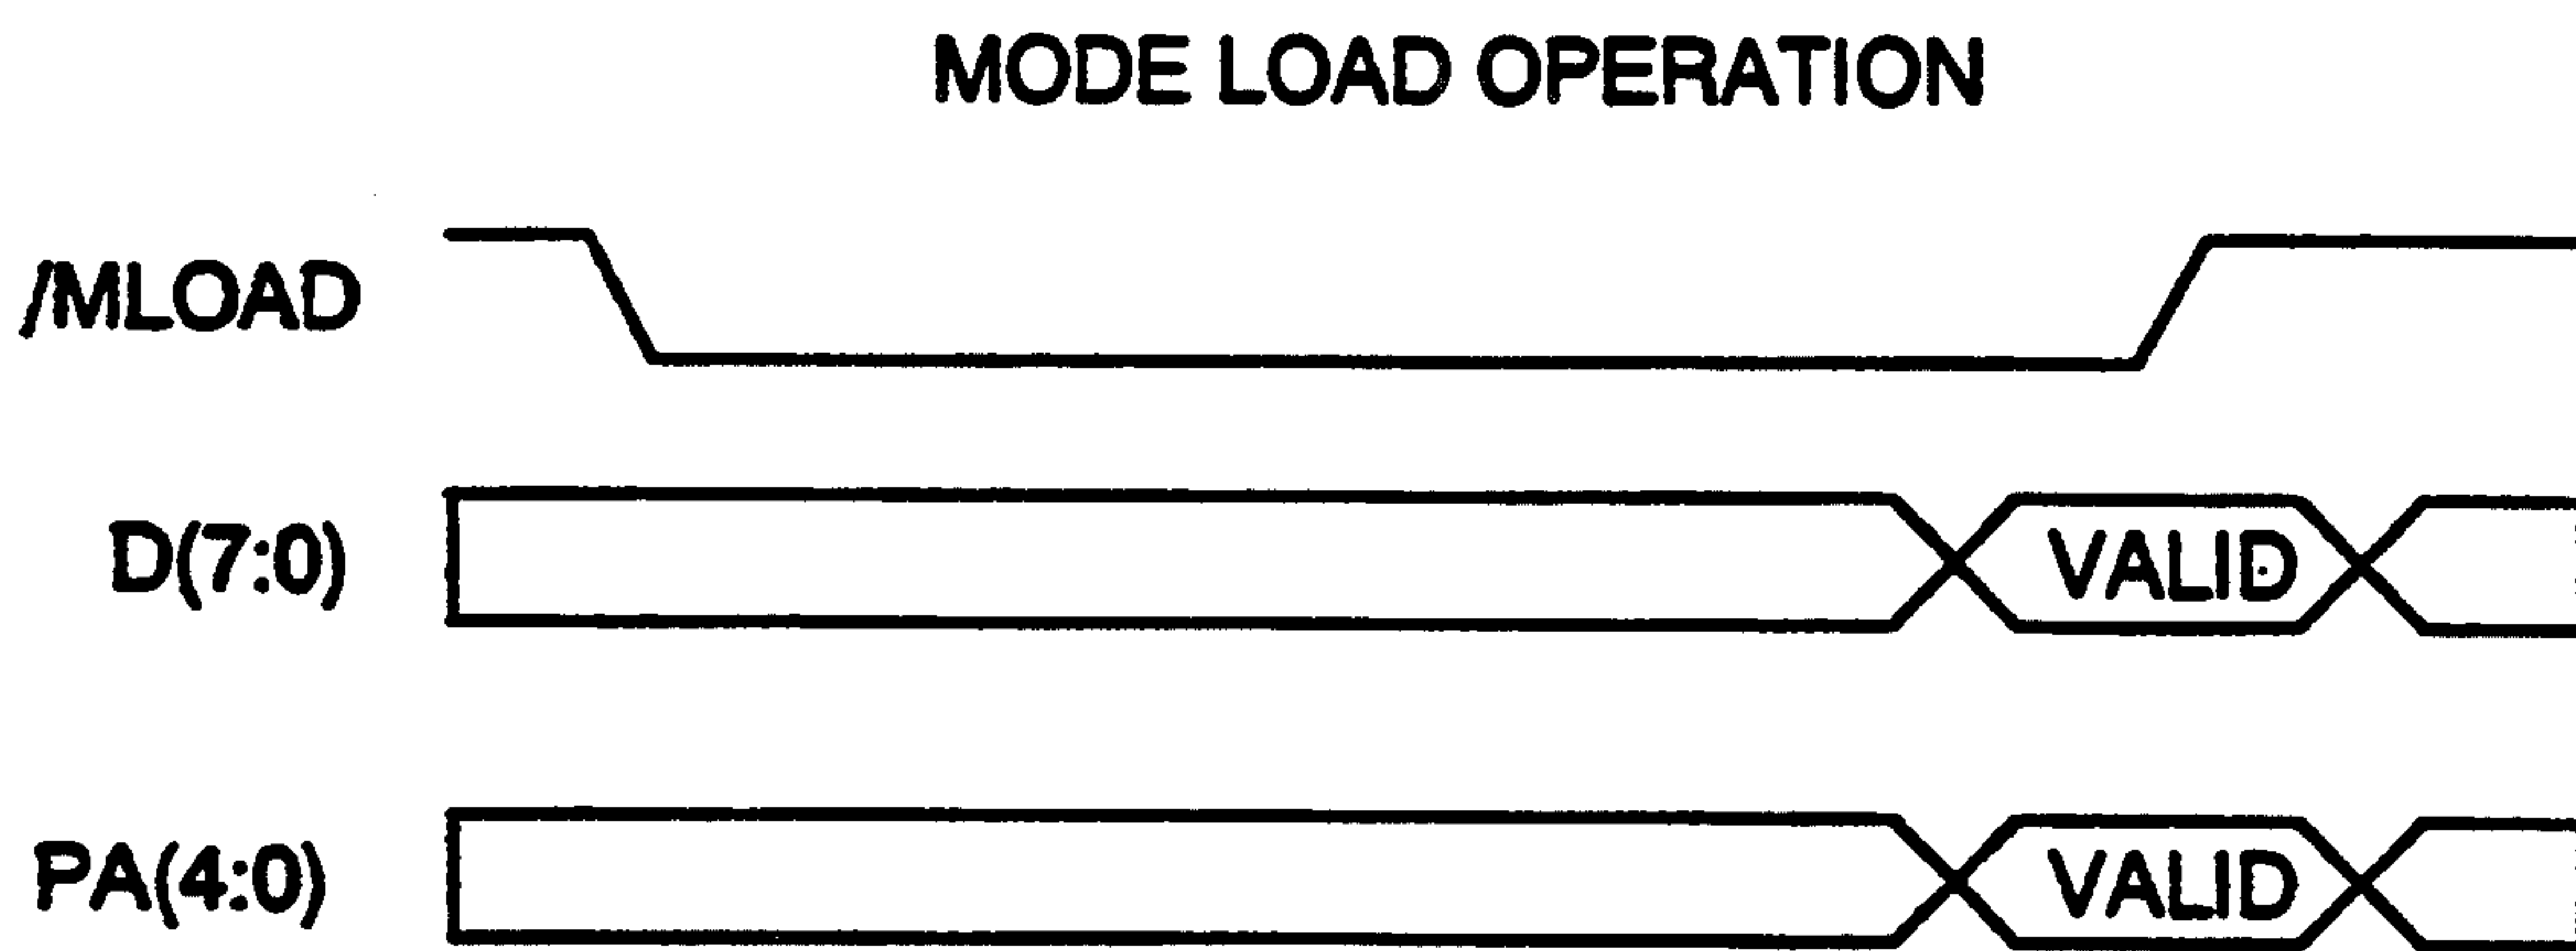 MODE LOAD OPERATION
/MLOAD
D(7:0) VALID
PA(4:0) VALID